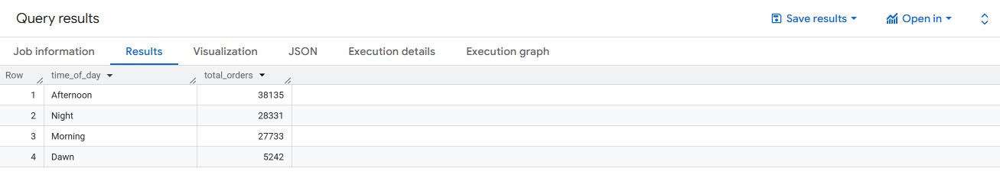 Query results Save results Open in
Job information Results Visualization JSON Execution details Execution graph
Row time_of_day total_orders
1 Afternoon 38135
2 Night 28331
3 Morning 27733
4 Dawn 5242